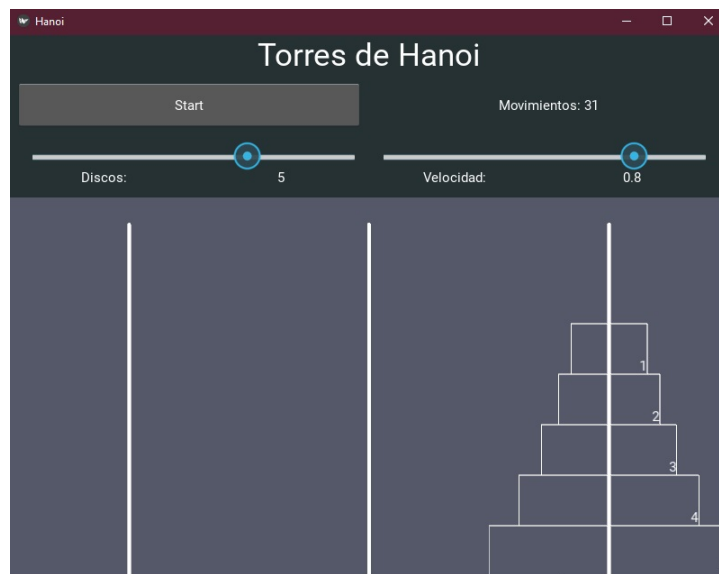 Hanoi
Torres de Hanoi
Start
Movimientos: 31
Discos: 5
Velocidad: 0.8
1
2
3
4